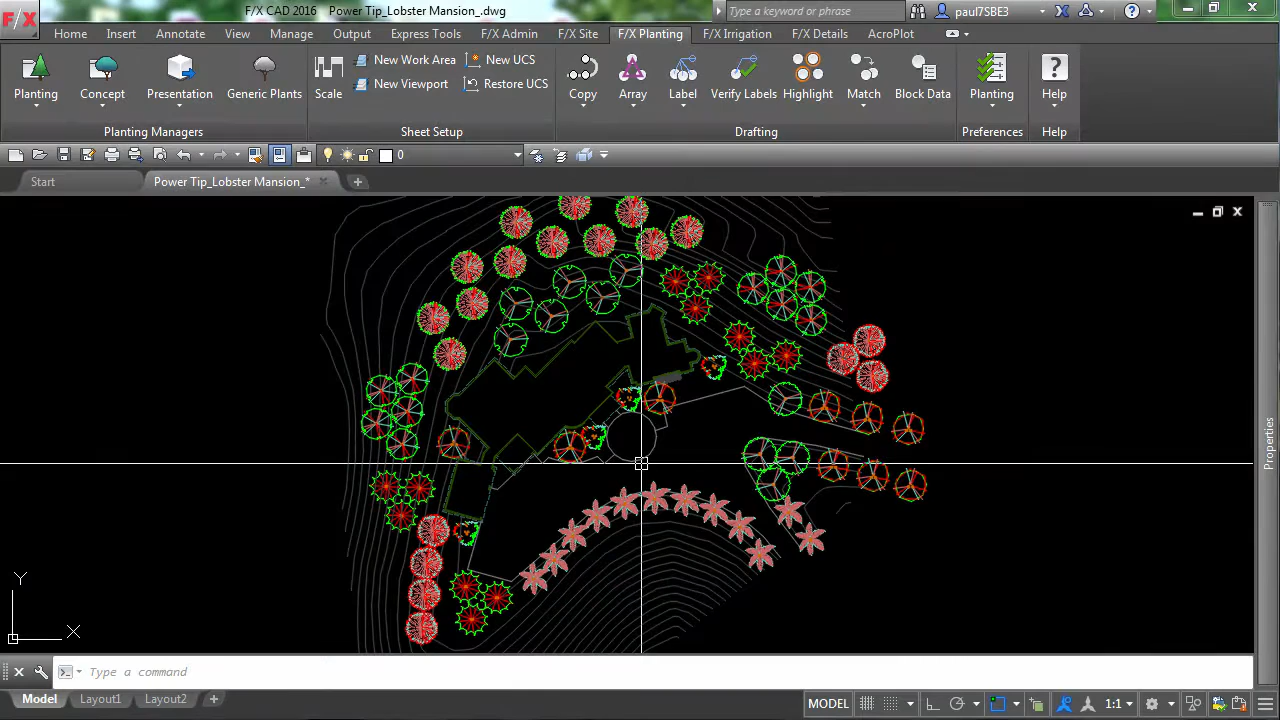 F/X CAD 2016 Power Tip_Lobster Mansion_.dwg
Type a keyword or phrase
paul7SBE3
F/X
Home Insert Annotate View Manage Output Express Tools F/X Admin F/X Site F/X Planting F/X Irrigation F/X Details AcroPlot
New Work Area New UCS
New Viewport Restore UCS
Planting Concept Presentation Generic Plants Scale Copy Array Label Verify Labels Highlight Match Block Data Planting Help
Planting Managers Sheet Setup Drafting Preferences Help
0
Start Power Tip_Lobster Mansion_*
Properties
Y
X
Type a command
Model Layout1 Layout2
MODEL 1:1